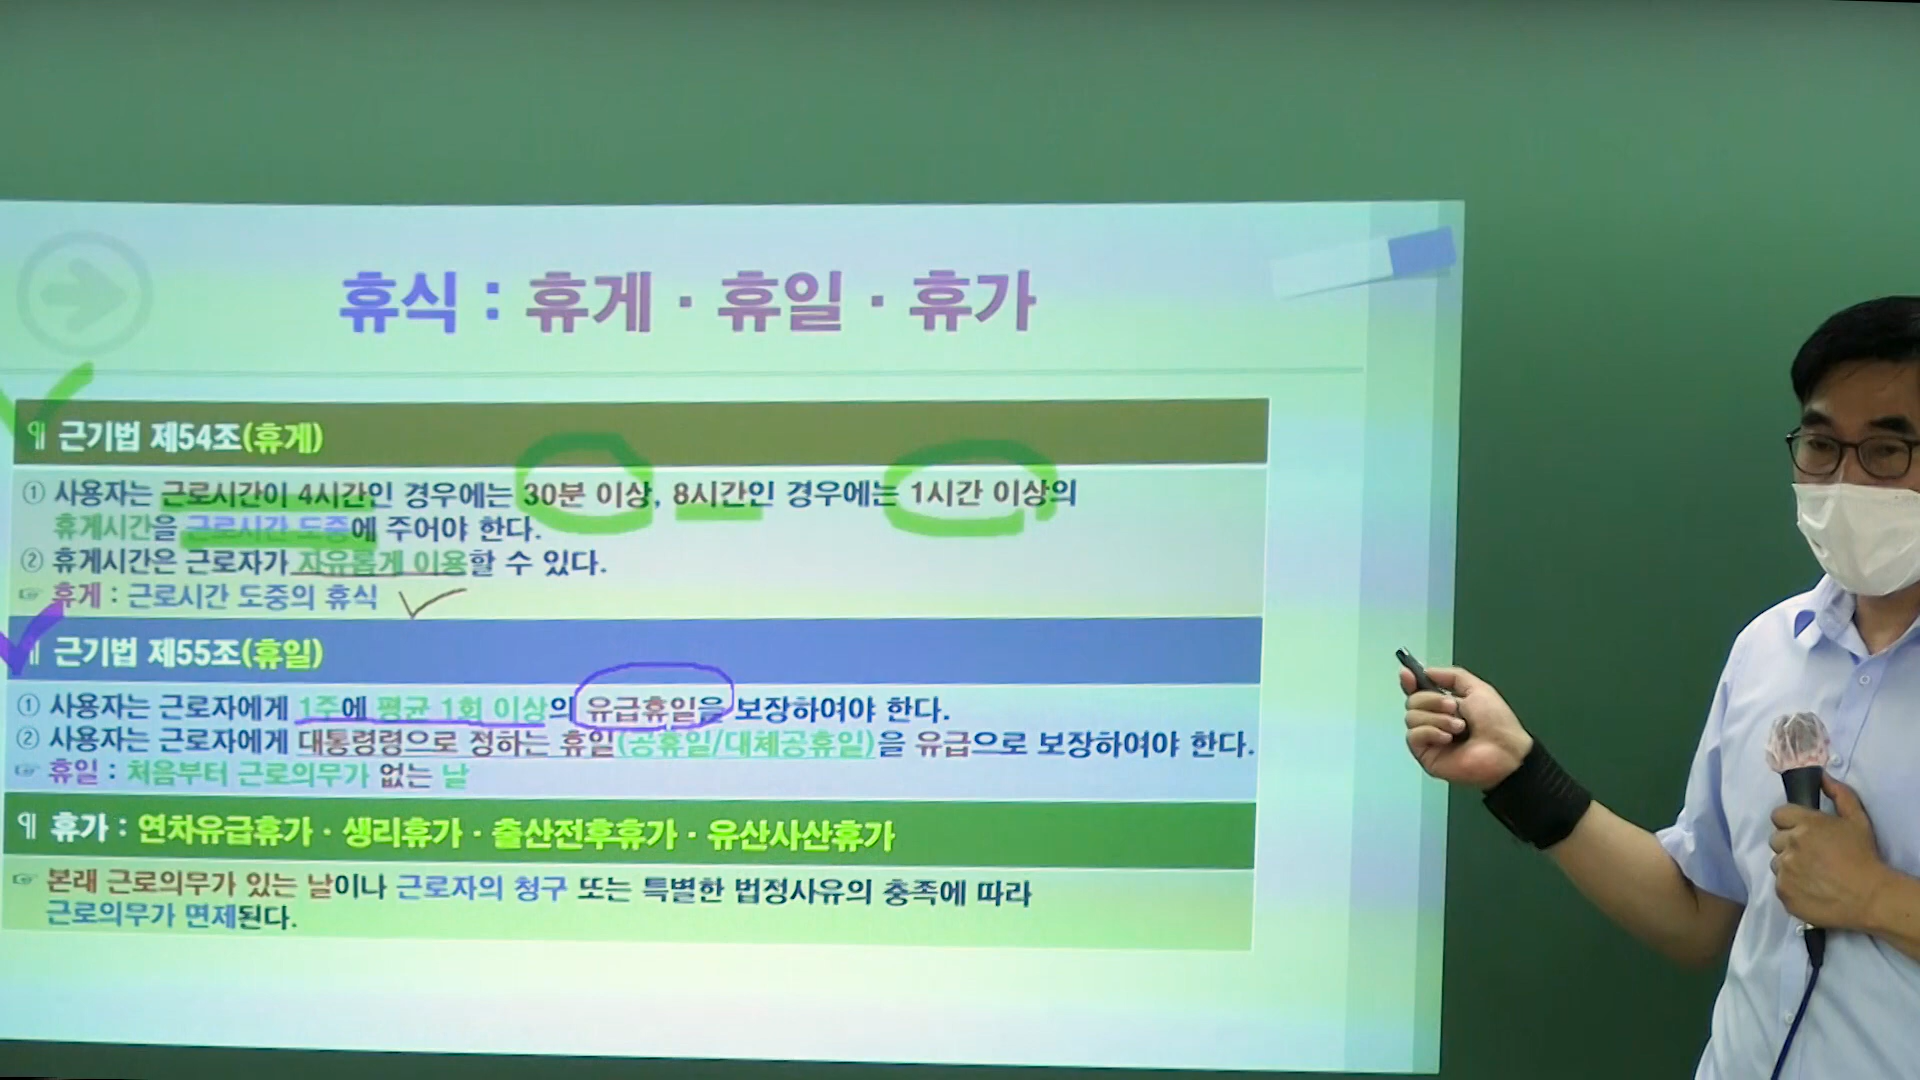 휴식 : 휴게 · 휴일 · 휴가
¶ 근기법 제54조(휴게)
① 사용자는 근로시간이 4시간인 경우에는 30분 이상, 8시간인 경우에는 1시간 이상의
휴게시간을 근로시간 도중에 주어야 한다.
② 휴게시간은 근로자가 자유롭게 이용할 수 있다.
☞ 휴게 : 근로시간 도중의 휴식
¶ 근기법 제55조(휴일)
① 사용자는 근로자에게 1주에 평균 1회 이상의 유급휴일을 보장하여야 한다.
② 사용자는 근로자에게 대통령령으로 정하는 휴일(공휴일/대체공휴일)을 유급으로 보장하여야 한다.
☞ 휴일 : 처음부터 근로의무가 없는 날
¶ 휴가 : 연차유급휴가 · 생리휴가 · 출산전후휴가 · 유산사산휴가
☞ 본래 근로의무가 있는 날이나 근로자의 청구 또는 특별한 법정사유의 충족에 따라
근로의무가 면제된다.